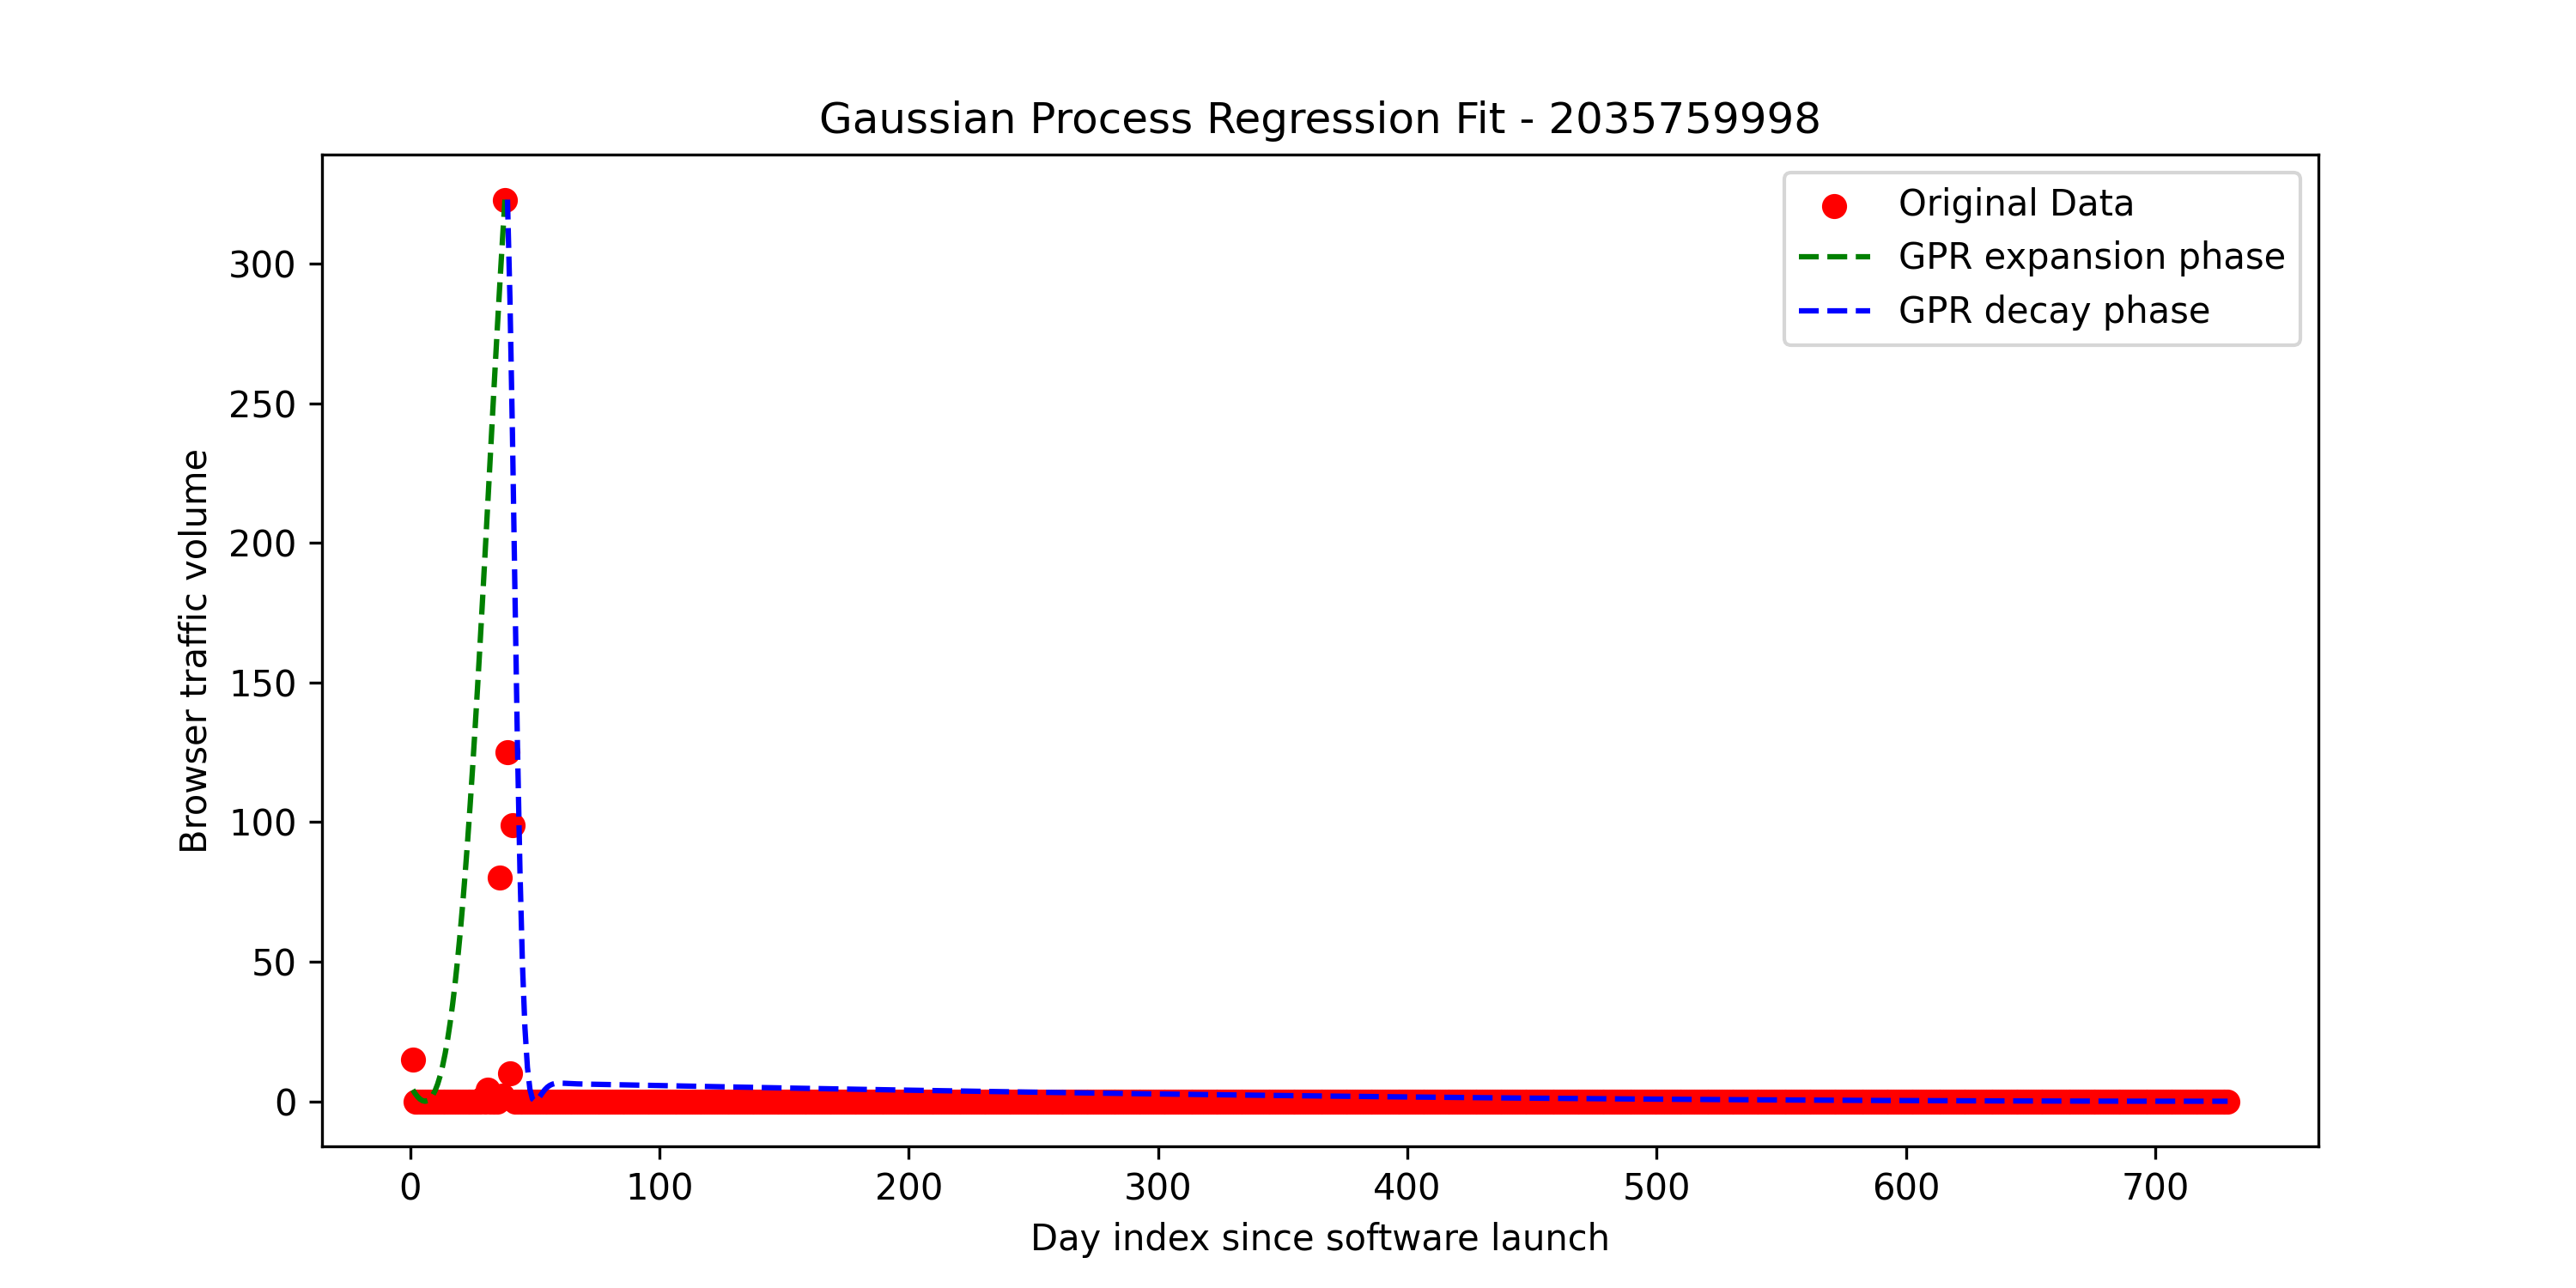 Gaussian Process Regression Fit - 2035759998
Original Data
GPR expansion phase
GPR decay phase
Browser traffic volume
300
250
200
150
100
50
0
0 100 200 300 400 500 600 700
Day index since software launch